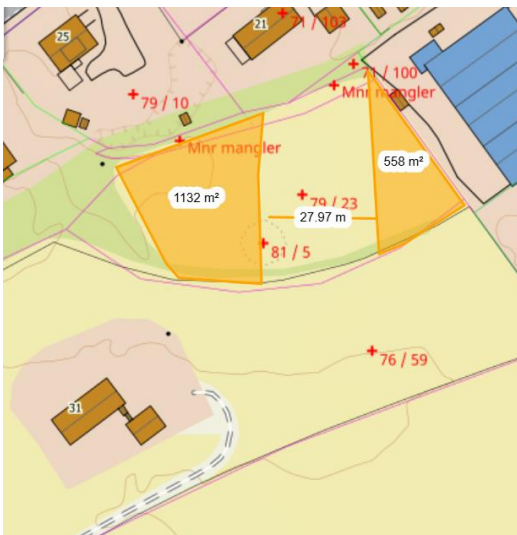 25
21
71 / 103
71 / 100
79 / 10
Mnr mangler
Mnr mangler
558 m²
1132 m²
79 / 23
27.97 m
81 / 5
76 / 59
31